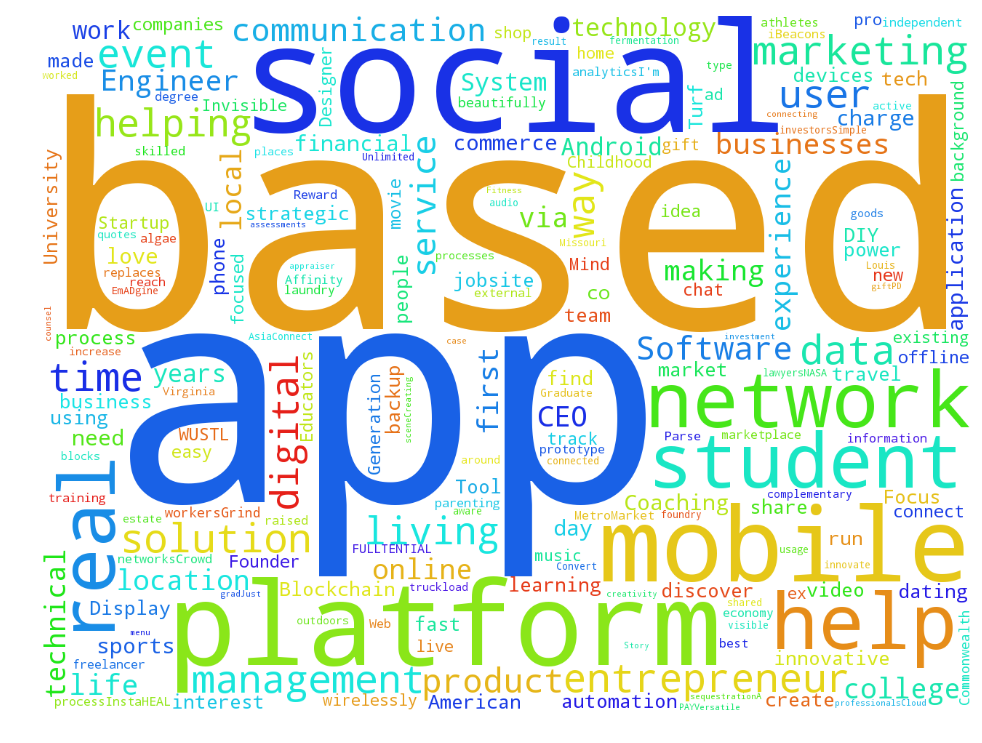 work
companies
communication
social
shop
result
fermentation
technology
athletes
iBeacons
pro
independent
made
worked
event
Engineer
degree
Invisible
Designer
System
beautifully
home
analyticsI'm
type
marketing
devices
tech
user
charge
active
background
Turf
ad
connecting
investorsSimple
helping
skilled
places
financial
Unlimited
commerce
Android
gift
businesses
Childhood
University
based
local
UI
Reward
strategic
assessments
movie
service
Fitness
audio
via
way
Missouri
idea
experience
goods
DIY
power
Louis
new
giftPD
application
Startup
quotes
algae
love
replaces
reach
EmADgine
phone
focused
appraiser
Affinity
laundry
people
processes
jobsite
external
Mind
co
team
making
chat
counsel
process
increase
AsiaConnect
case
first
Software
investment
data
existing
offline
app
time
years
Virginia
business
using
digital
Educators
Generation
backup
sceneCreating
find
Graduate
CEO
track
prototype
connected
market
lawyersNASA
travel
network
need
WUSTL
easy
blocks
real
training
around
Tool
parenting
aware
Parse
marketplace
information
student
complementary
Coaching
share
Focus
connect
workersGrind
estate
raised
solution
networksCrowd
Founder
living
FULLTENTIAL
day
MetroMarket
foundry
music
Convert
mobile
run
usage
innovate
technical
location
gradJust
Blockchain
online
truckload
learning
creativity
discover
ex
video
dating
Display
outdoors
Web
fast
platform
shared
economy
visible
help
menu
sports
live
Story
best
freelancer
innovative
Commonwealth
life
management
product
entrepreneur
college
processInstaHEAL
interest
wirelessly
American
automation
sequestrationA
PAYVersatile
create
professionalsCloud